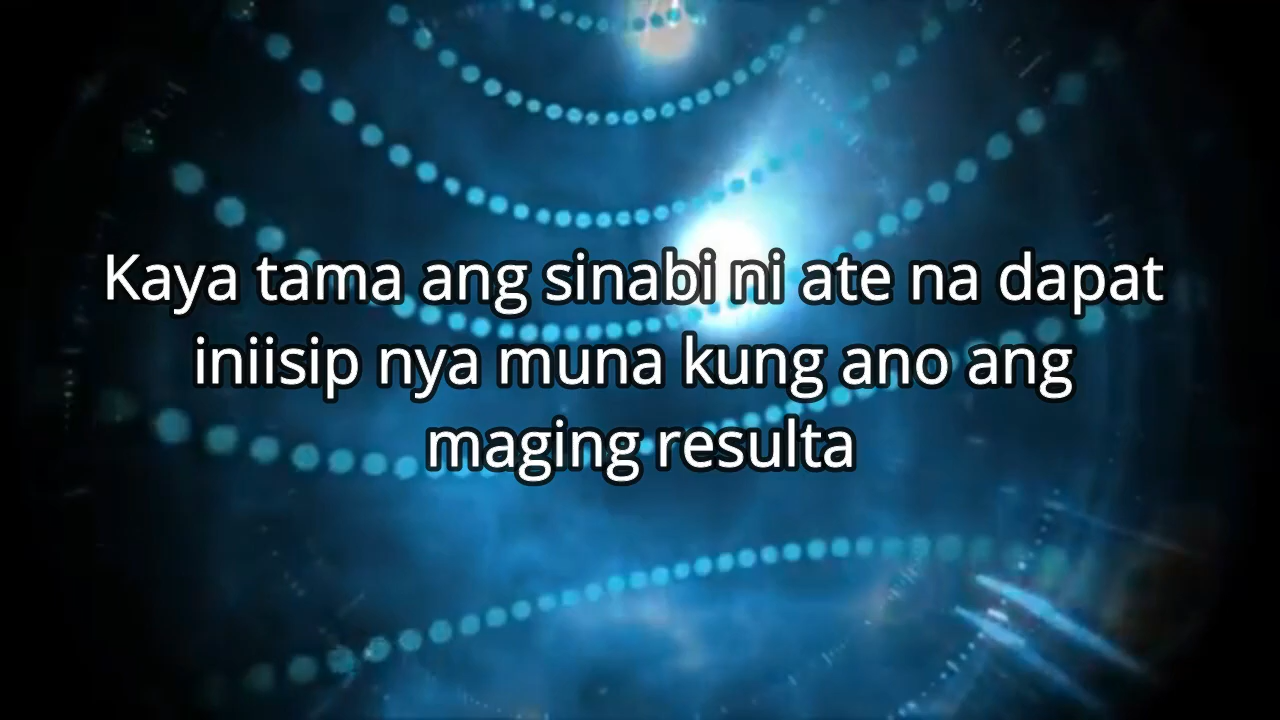 Kaya tama ang sinabi ni ate na dapat
iniisip nya muna kung ano ang
maging resulta